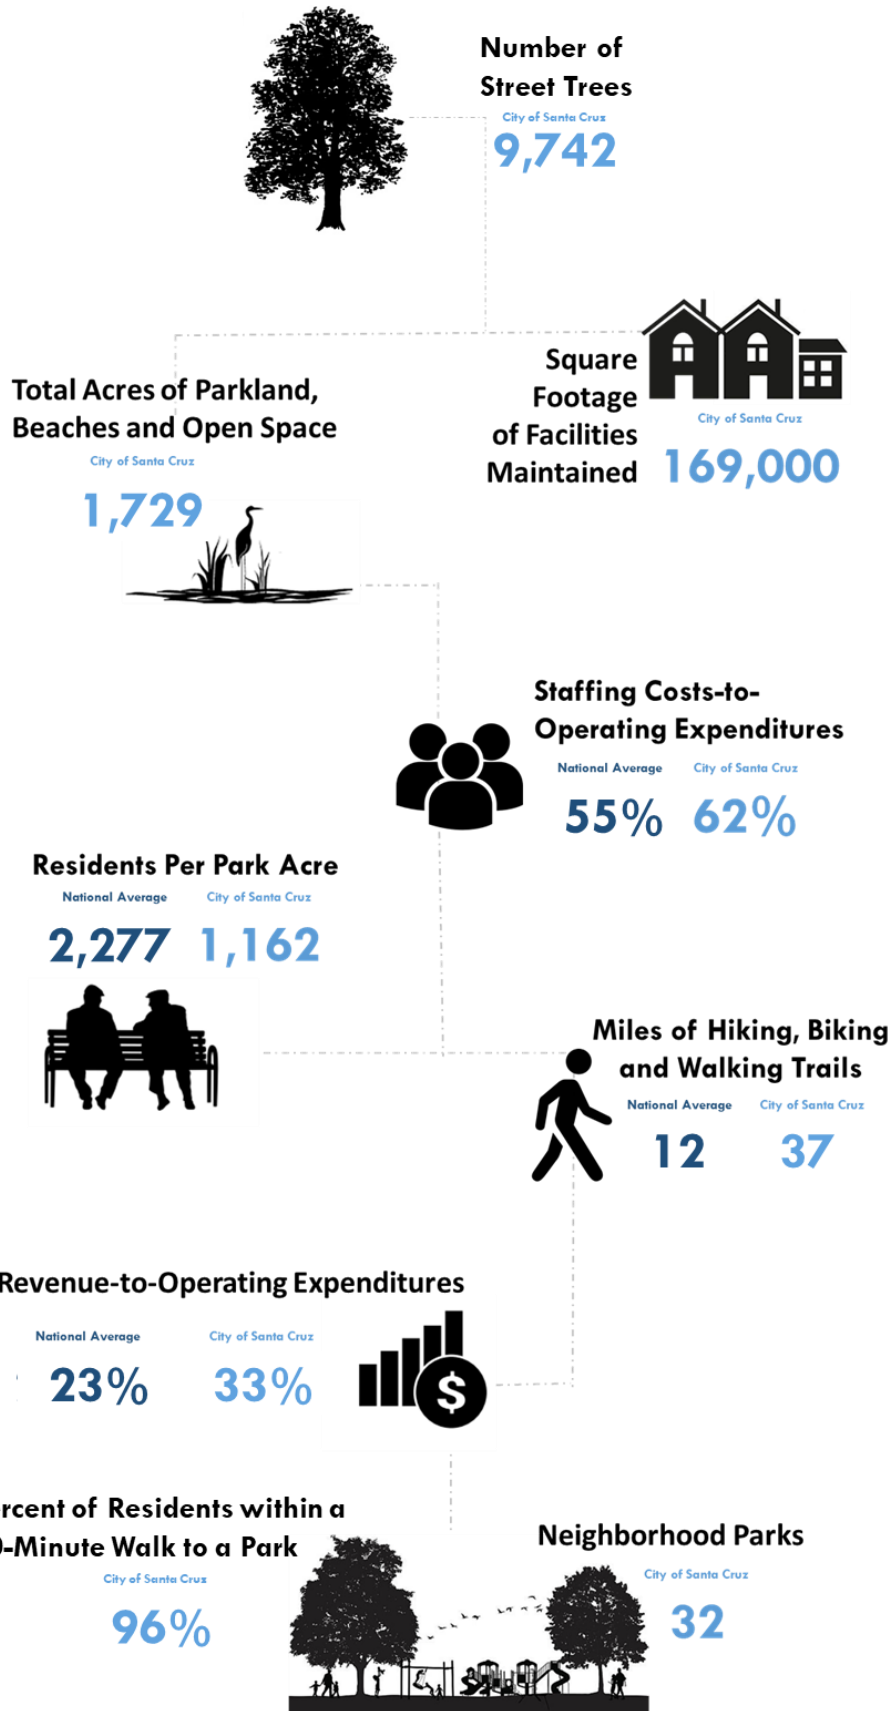 Number of
Street Trees
City of Santa Cruz
9,742
Square
Footage
of Facilities
Maintained
City of Santa Cruz
169,000
Total Acres of Parkland,
Beaches and Open Space
City of Santa Cruz
1,729
Staffing Costs-to-
Operating Expenditures
National Average City of Santa Cruz
55% 62%
Residents Per Park Acre
National Average City of Santa Cruz
2,277 1,162
Miles of Hiking, Biking
and Walking Trails
National Average City of Santa Cruz
12 37
Revenue-to-Operating Expenditures
National Average City of Santa Cruz
23% 33%
$
rcent of Residents within a
-Minute Walk to a Park
City of Santa Cruz
96%
Neighborhood Parks
City of Santa Cruz
32